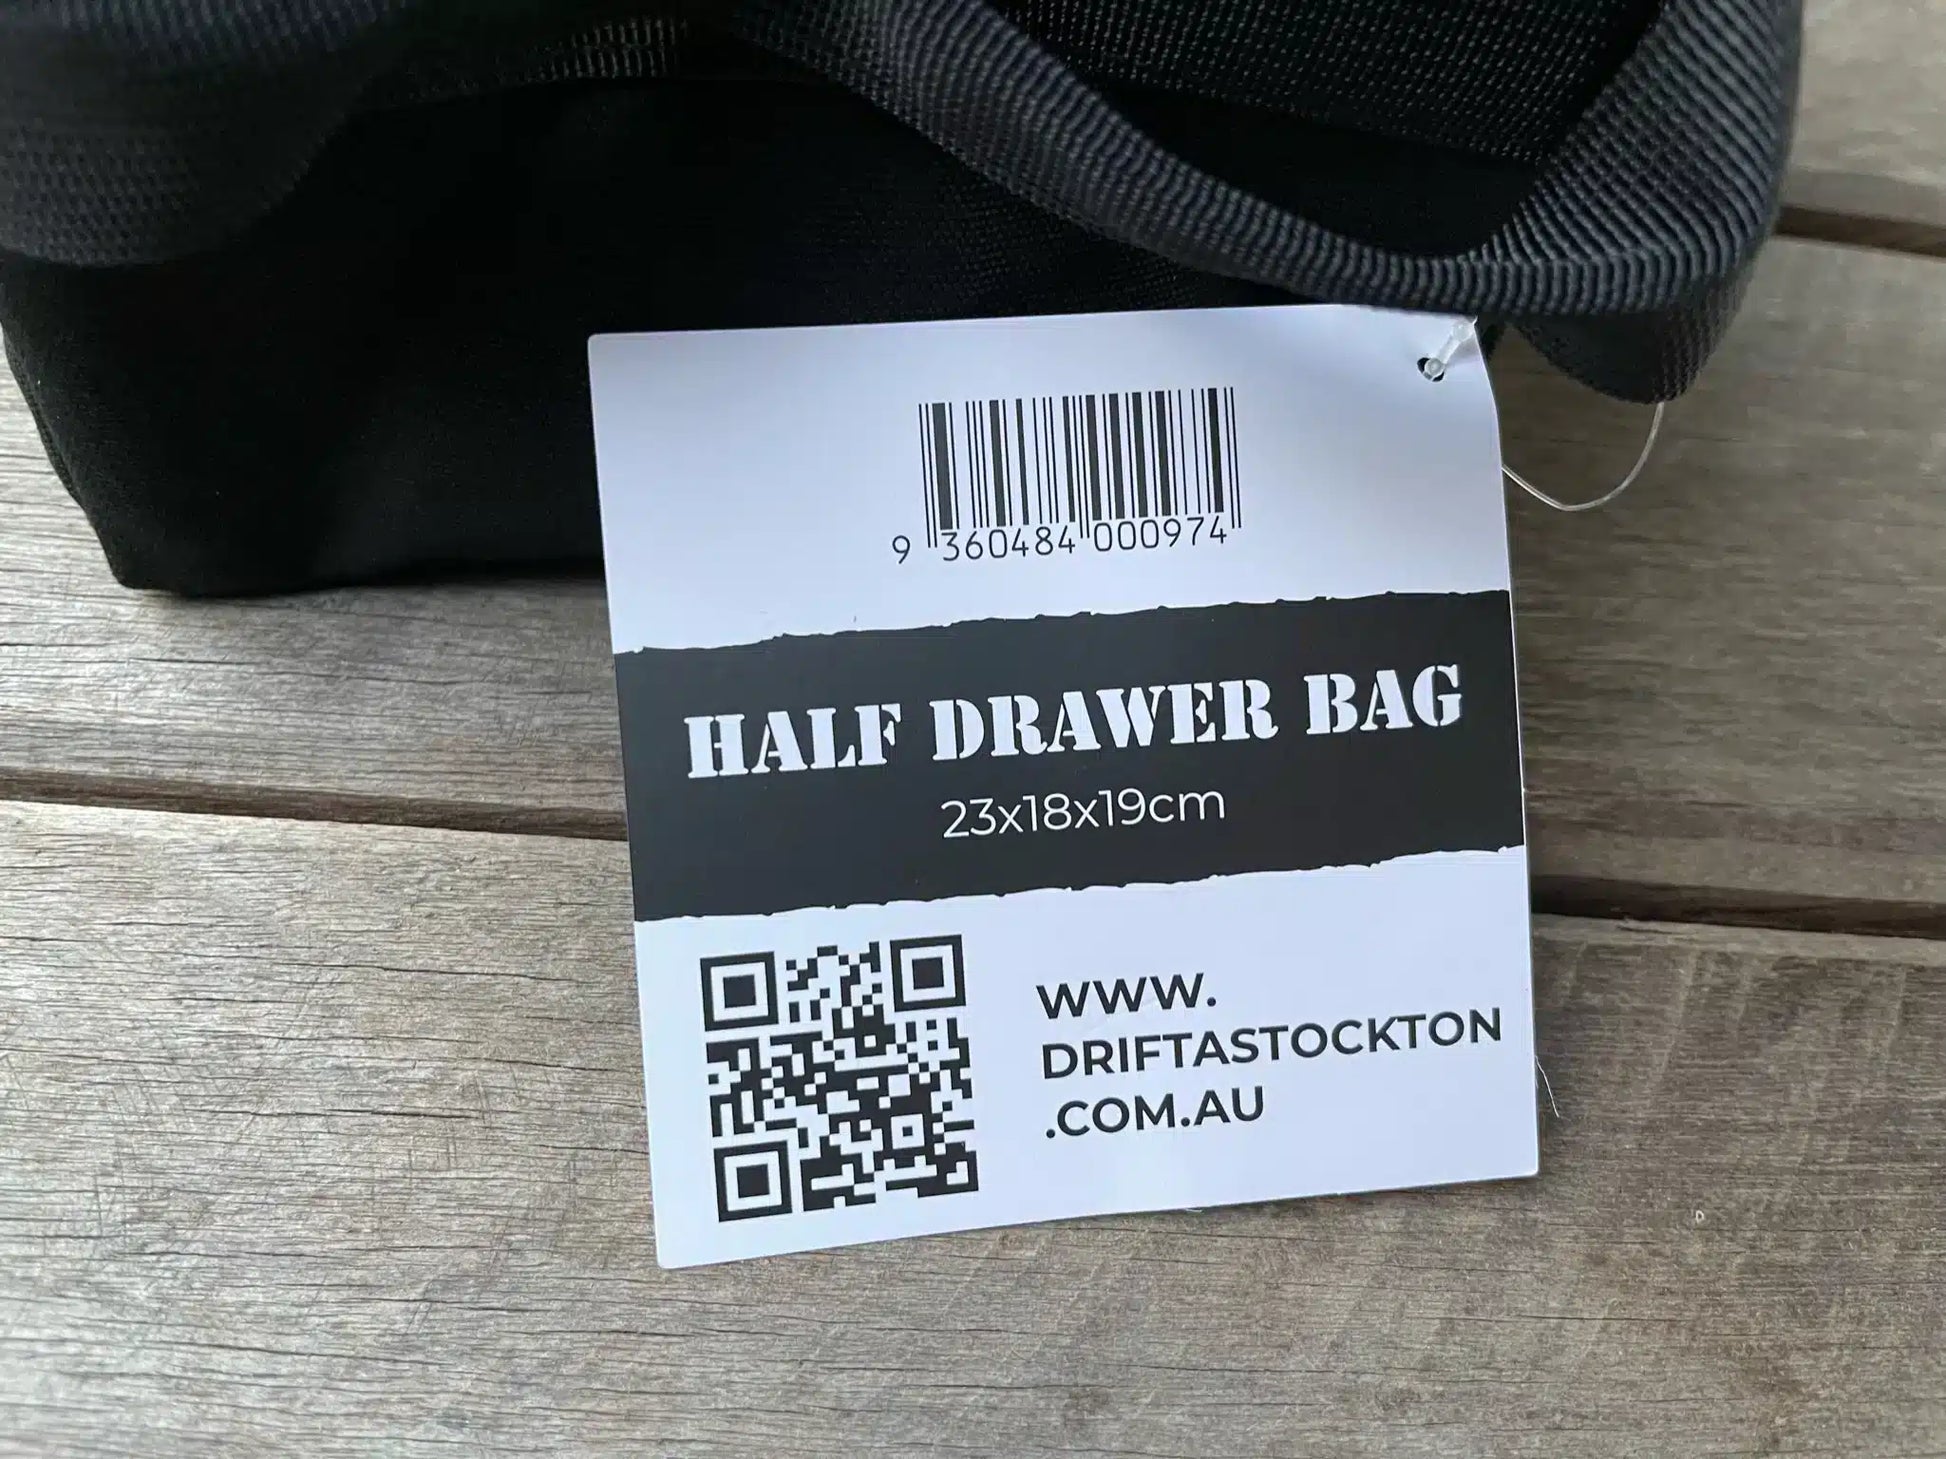 9 360484 000974
HALF DRAWER BAG
23x18x19cm
WWW.
DRIFTASTOCKTON
.COM.AU